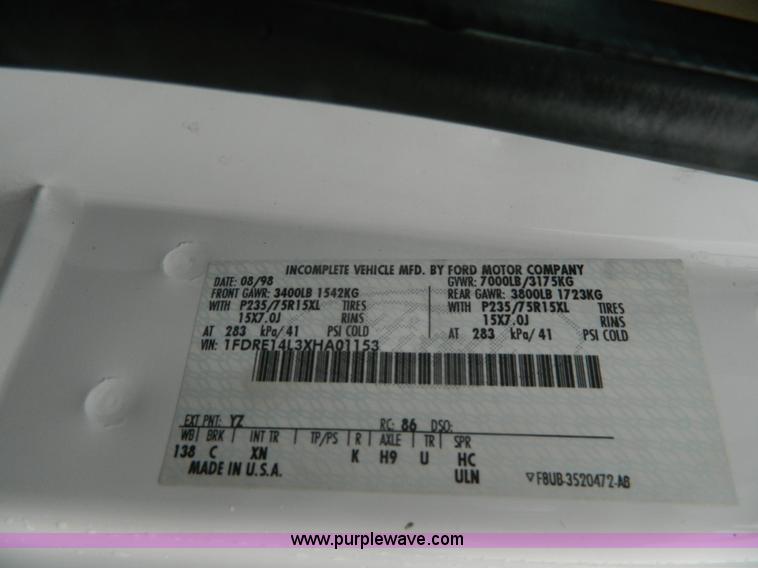 INCOMPLETE VEHICLE MFD. BY FORD MOTOR COMPANY
DATE: 08/98 GVWR: 7000LB/3175KG
FRONT GAWR: 3400LB 1542KG REAR GAWR: 3800LB 1723KG
WITH P235/75R15XL TIRES WITH P235/75R15XL TIRES
15X7.0J RINS 15X7.0J RINS
AT 283 kPa/41 PSI COLD AT 283 kPa/41 PSI COLD
VIN: 1FDRE14L3XHA01153
EXT PNT: YZ RC: 86 DSO:
WB BRK INT TR TP/PS R AXLE TR SPR
138 C XN K H9 U HC
MADE IN U.S.A. ULN ▽F8UB-3520472-AB
www.purplewave.com